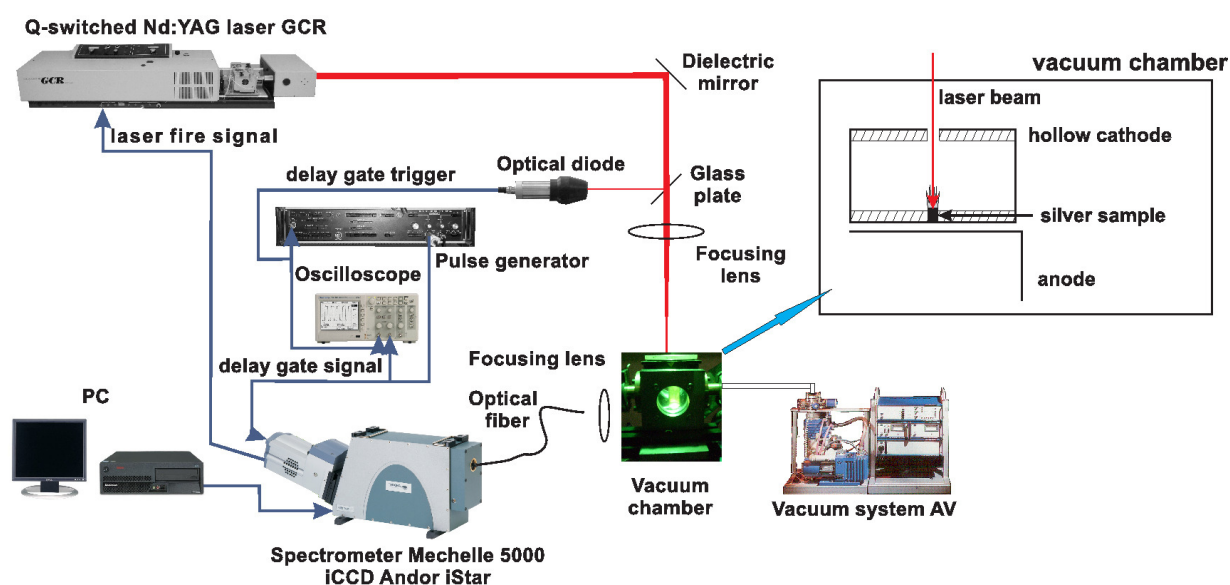 Q-switched Nd:YAG laser GCR
GCR
laser fire signal
Dielectric
mirror
delay gate trigger
Optical diode
Glass
plate
Pulse generator
Focusing
lens
Oscilloscope
delay gate signal
Focusing lens
Optical
fiber
PC
Spectrometer Mechelle 5000
iCCD Andor iStar
Vacuum
chamber
Vacuum system AV
vacuum chamber
laser beam
hollow cathode
silver sample
anode